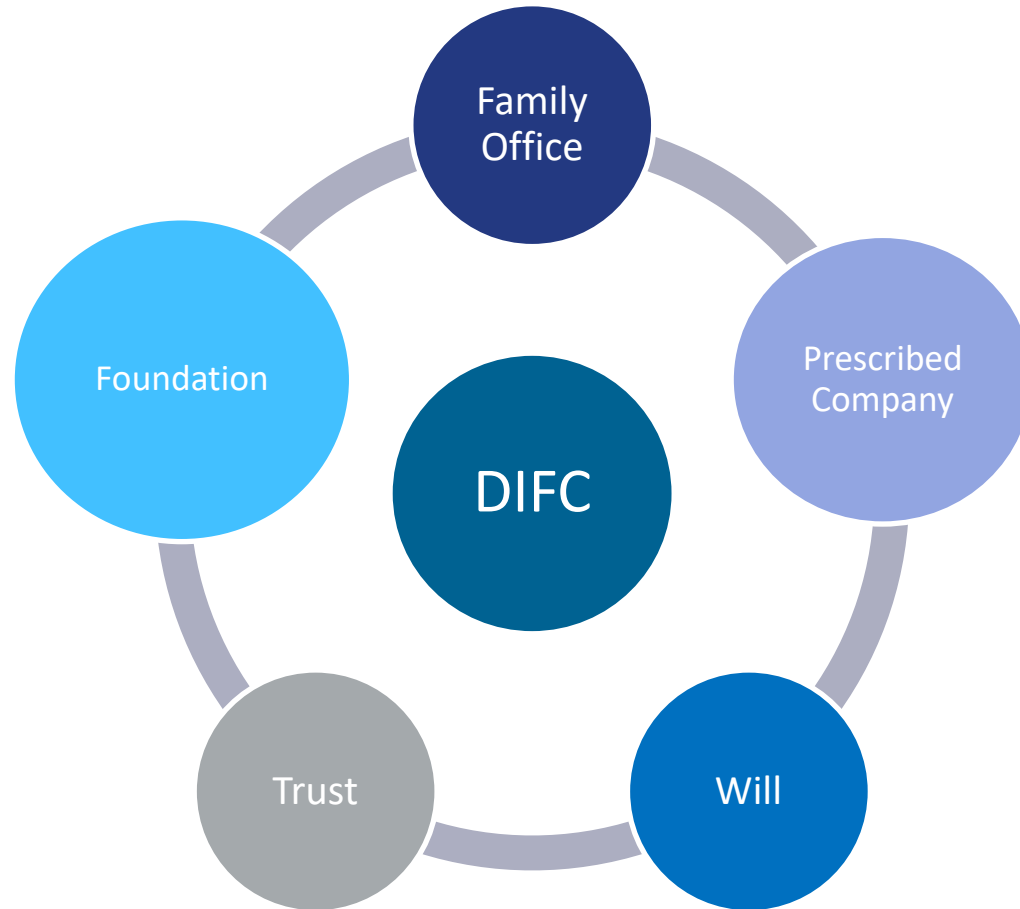 Family
Office
Foundation
Prescribed
Company
DIFC
Trust
Will